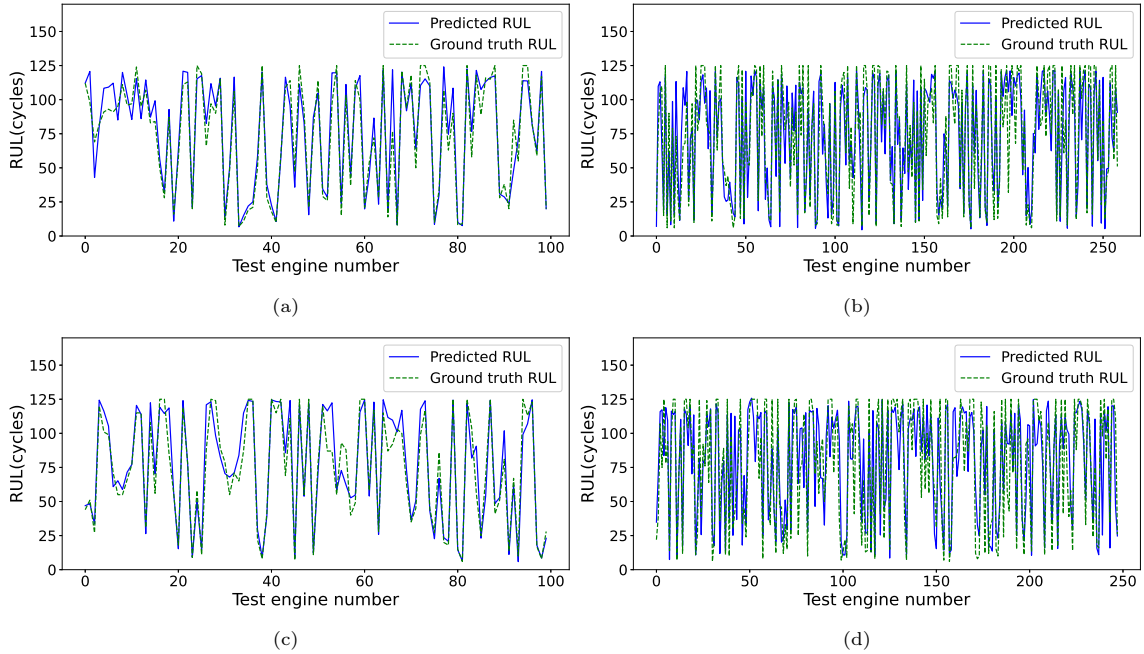 Predicted RUL
Ground truth RUL
RUL(cycles)
150
125
100
75
50
25
0
0 20 40 60 80 100
Test engine number
(a)
Predicted RUL
Ground truth RUL
RUL(cycles)
150
125
100
75
50
25
0
0 50 100 150 200 250
Test engine number
(b)
Predicted RUL
Ground truth RUL
RUL(cycles)
150
125
100
75
50
25
0
0 20 40 60 80 100
Test engine number
(c)
Predicted RUL
Ground truth RUL
RUL(cycles)
150
125
100
75
50
25
0
0 50 100 150 200 250
Test engine number
(d)